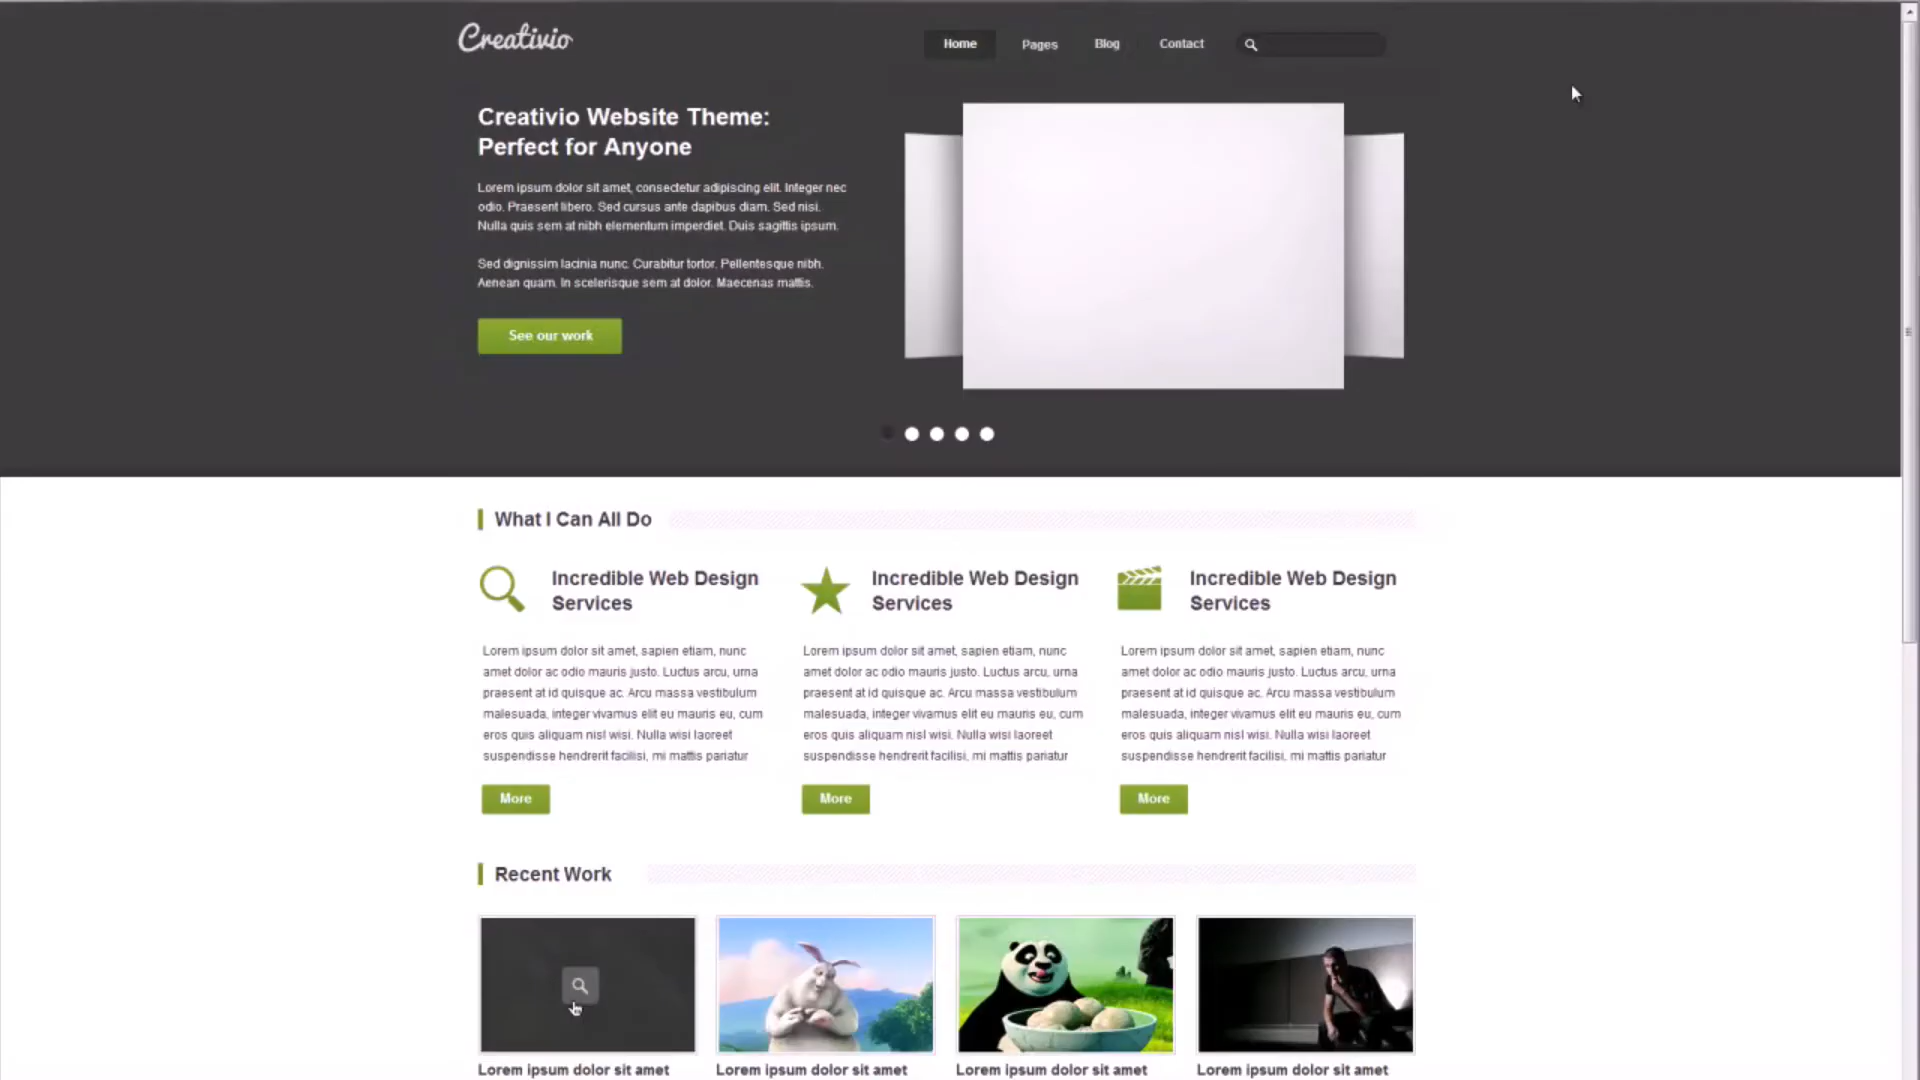 Creativio
Home
Pages
Blog
Contact
Creativio Website Theme:
Perfect for Anyone
Lorem ipsum dolor sit amet, consectetur adipiscing elit. Integer nec
odio. Praesent libero. Sed cursus ante dapibus diam. Sed nisi.
Nulla quis sem at nibh elementum imperdiet. Duis sagittis ipsum.
Sed dignissim lacinia nunc. Curabitur tortor. Pellentesque nibh.
Aenean quam. In scelerisque sem at dolor. Maecenas mattis.
See our work
What I Can All Do
Incredible Web Design
Services
Lorem ipsum dolor sit amet, sapien etiam, nunc
amet dolor ac odio mauris justo. Luctus arcu, urna
praesent at id quisque ac. Arcu massa vestibulum
malesuada, integer vivamus elit eu mauris eu, cum
eros quis aliquam nisl wisi. Nulla wisi laoreet
suspendisse hendrerit facilisi, mi mattis pariatur
More
Incredible Web Design
Services
Lorem ipsum dolor sit amet, sapien etiam, nunc
amet dolor ac odio mauris justo. Luctus arcu, urna
praesent at id quisque ac. Arcu massa vestibulum
malesuada, integer vivamus elit eu mauris eu, cum
eros quis aliquam nisl wisi. Nulla wisi laoreet
suspendisse hendrerit facilisi, mi mattis pariatur
More
Incredible Web Design
Services
Lorem ipsum dolor sit amet, sapien etiam, nunc
amet dolor ac odio mauris justo. Luctus arcu, urna
praesent at id quisque ac. Arcu massa vestibulum
malesuada, integer vivamus elit eu mauris eu, cum
eros quis aliquam nisl wisi. Nulla wisi laoreet
suspendisse hendrerit facilisi, mi mattis pariatur
More
Recent Work
Lorem ipsum dolor sit amet
Lorem ipsum dolor sit amet
Lorem ipsum dolor sit amet
Lorem ipsum dolor sit amet